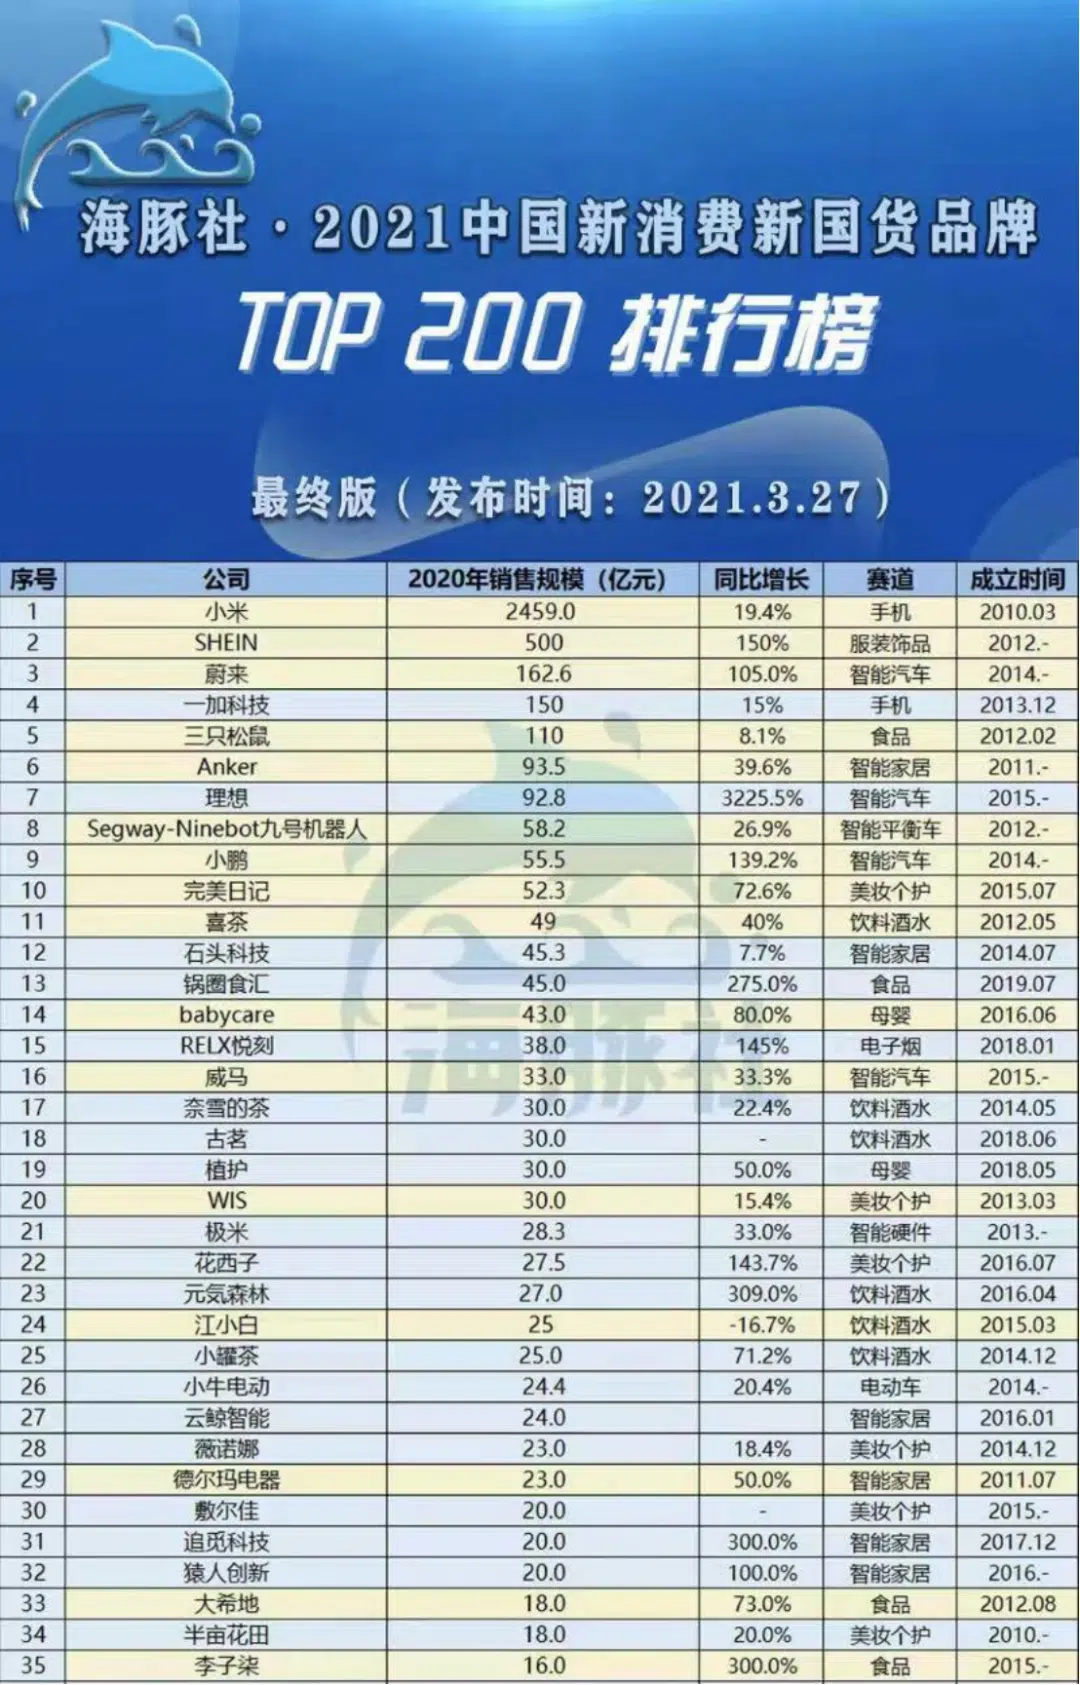 海豚社·2021中国新消费新国货品牌
TOP 200 排行榜
最终版（发布时间：2021.3.27）
序号 公司 2020年销售规模（亿元） 同比增长 赛道 成立时间
1 小米 2459.0 19.4% 手机 2010.03
2 SHEIN 500 150% 服装饰品 2012.-
3 蔚来 162.6 105.0% 智能汽车 2014.-
4 一加科技 150 15% 手机 2013.12
5 三只松鼠 110 8.1% 食品 2012.02
6 Anker 93.5 39.6% 智能家居 2011.-
7 理想 92.8 3225.5% 智能汽车 2015.-
8 Segway-Ninebot九号机器人 58.2 26.9% 智能平衡车 2012.-
9 小鹏 55.5 139.2% 智能汽车 2014.-
10 完美日记 52.3 72.6% 美妆个护 2015.07
11 喜茶 49 40% 饮料酒水 2012.05
12 石头科技 45.3 7.7% 智能家居 2014.07
13 锅圈食汇 45.0 275.0% 食品 2019.07
14 babycare 43.0 80.0% 母婴 2016.06
15 RELX悦刻 38.0 145% 电子烟 2018.01
16 威马 33.0 33.3% 智能汽车 2015.-
17 奈雪的茶 30.0 22.4% 饮料酒水 2014.05
18 古茗 30.0 - 饮料酒水 2018.06
19 植护 30.0 50.0% 母婴 2018.05
20 WIS 30.0 15.4% 美妆个护 2013.03
21 极米 28.3 33.0% 智能硬件 2013.-
22 花西子 27.5 143.7% 美妆个护 2016.07
23 元気森林 27.0 309.0% 饮料酒水 2016.04
24 江小白 25 -16.7% 饮料酒水 2015.03
25 小罐茶 25.0 71.2% 饮料酒水 2014.12
26 小牛电动 24.4 20.4% 电动车 2014.-
27 云鲸智能 24.0 智能家居 2016.01
28 薇诺娜 23.0 18.4% 美妆个护 2014.12
29 德尔玛电器 23.0 50.0% 智能家居 2011.07
30 敷尔佳 20.0 - 美妆个护 2015.-
31 追觅科技 20.0 300.0% 智能家居 2017.12
32 猿人创新 20.0 100.0% 智能家居 2016.-
33 大希地 18.0 73.0% 食品 2012.08
34 半亩花田 18.0 20.0% 美妆个护 2010.-
35 李子柒 16.0 300.0% 食品 2015.-
海豚社